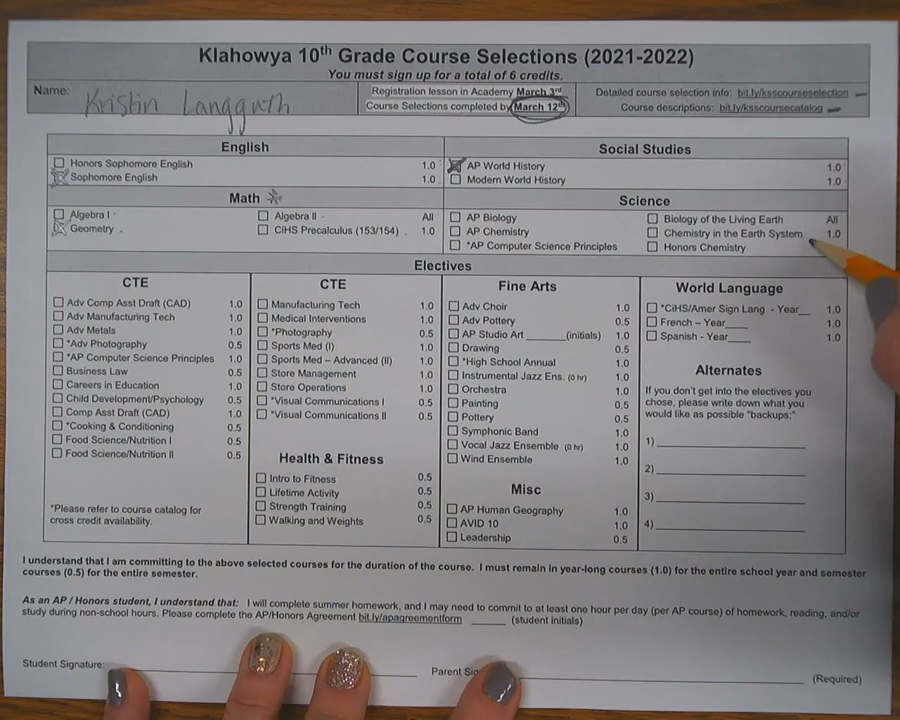 Klahowya 10th Grade Course Selections (2021-2022)
You must sign up for a total of 6 credits.
Name: Kristin Langguth
Registration lesson in Academy March 3rd
Course Selections completed by March 12th
Detailed course selection info: bit.ly/ksscourseselection
Course descriptions: bit.ly/ksscoursecatalog
English
Honors Sophomore English 1.0
Sophomore English 1.0
Social Studies
AP World History 1.0
Modern World History 1.0
Math
Algebra I
Geometry
Algebra II All
CiHS Precalculus (153/154) 1.0
Science
AP Biology
AP Chemistry
*AP Computer Science Principles
Biology of the Living Earth All
Chemistry in the Earth System 1.0
Honors Chemistry
Electives
CTE
Adv Comp Asst Draft (CAD) 1.0
Adv Manufacturing Tech 1.0
Adv Metals 1.0
*Adv Photography 0.5
*AP Computer Science Principles 1.0
Business Law 0.5
Careers in Education 1.0
Child Development/Psychology 0.5
Comp Asst Draft (CAD) 1.0
*Cooking & Conditioning 0.5
Food Science/Nutrition I 0.5
Food Science/Nutrition II 0.5
*Please refer to course catalog for
cross credit availability.
CTE
Manufacturing Tech 1.0
Medical Interventions 1.0
*Photography 0.5
Sports Med (I) 1.0
Sports Med – Advanced (II) 1.0
Store Management 1.0
Store Operations 1.0
*Visual Communications I 0.5
*Visual Communications II 0.5
Health & Fitness
Intro to Fitness 0.5
Lifetime Activity 0.5
Strength Training 0.5
Walking and Weights 0.5
Fine Arts
Adv Choir 1.0
Adv Pottery 0.5
AP Studio Art _______(initials) 1.0
Drawing 0.5
*High School Annual 1.0
Instrumental Jazz Ens. (0 hr) 1.0
Orchestra 1.0
Painting 0.5
Pottery 0.5
Symphonic Band 1.0
Vocal Jazz Ensemble (0 hr) 1.0
Wind Ensemble 1.0
Misc
AP Human Geography 1.0
AVID 10 1.0
Leadership 0.5
World Language
*CiHS/Amer Sign Lang - Year__ 1.0
French – Year____ 1.0
Spanish - Year____ 1.0
Alternates
If you don't get into the electives you
chose, please write down what you
would like as possible "backups:"
1)
2)
3)
4)
I understand that I am committing to the above selected courses for the duration of the course. I must remain in year-long courses (1.0) for the entire school year and semester
courses (0.5) for the entire semester.
As an AP / Honors student, I understand that: I will complete summer homework, and I may need to commit to at least one hour per day (per AP course) of homework, reading, and/or
study during non-school hours. Please complete the AP/Honors Agreement bit.ly/apagreementform ______ (student initials)
Student Signature: Parent (Required)